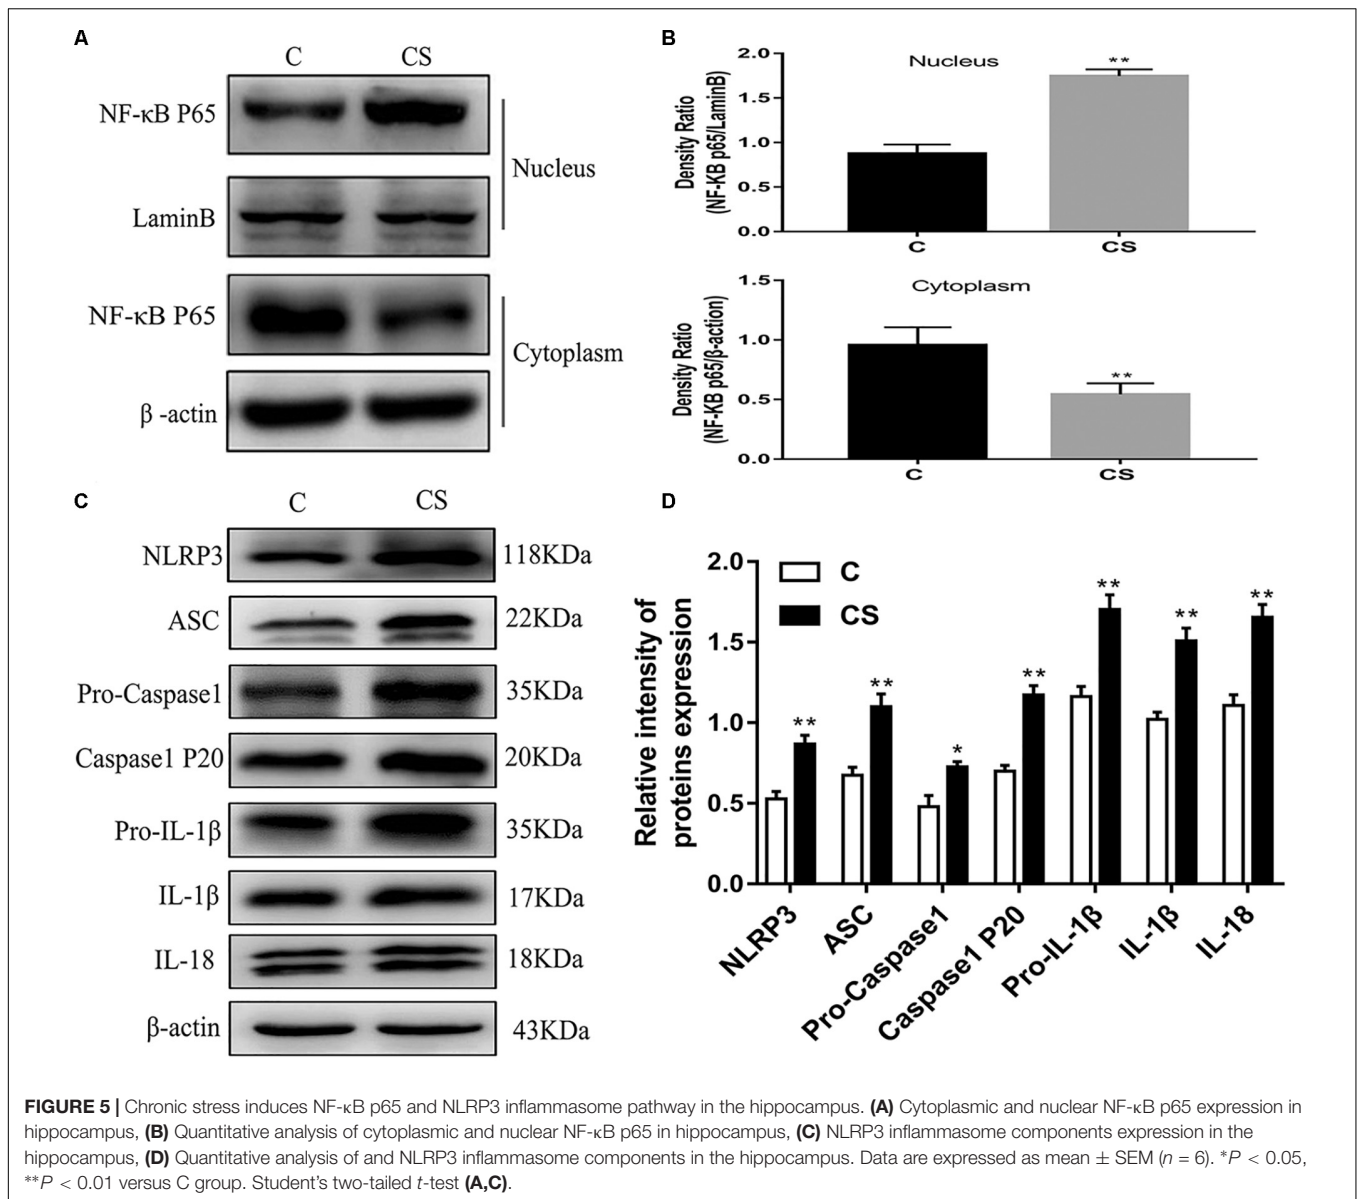 A
C CS
NF-κB P65
LaminB
Nucleus
NF-κB P65
β -actin
Cytoplasm
B
2.0
1.5
1.0
0.5
0.0
Density Ratio
(NF-KB p65/LaminB)
Nucleus
**
C CS
1.5
1.0
0.5
0.0
Density Ratio
(NF-KB p65/β-action)
Cytoplasm
**
C CS
C
C CS
NLRP3 118KDa
ASC 22KDa
Pro-Caspase1 35KDa
Caspase1 P20 20KDa
Pro-IL-1β 35KDa
IL-1β 17KDa
IL-18 18KDa
β-actin 43KDa
D
2.0
1.5
1.0
0.5
0.0
Relative intensity of
proteins expression
C
CS
** ** * ** ** ** **
NLRP3
ASC
Pro-Caspase1
Caspase1 P20
Pro-IL-1β
IL-1β
IL-18
FIGURE 5 | Chronic stress induces NF-κB p65 and NLRP3 inflammasome pathway in the hippocampus. (A) Cytoplasmic and nuclear NF-κB p65 expression in
hippocampus, (B) Quantitative analysis of cytoplasmic and nuclear NF-κB p65 in hippocampus, (C) NLRP3 inflammasome components expression in the
hippocampus, (D) Quantitative analysis of and NLRP3 inflammasome components in the hippocampus. Data are expressed as mean ± SEM (n = 6). *P < 0.05,
**P < 0.01 versus C group. Student's two-tailed t-test (A,C).